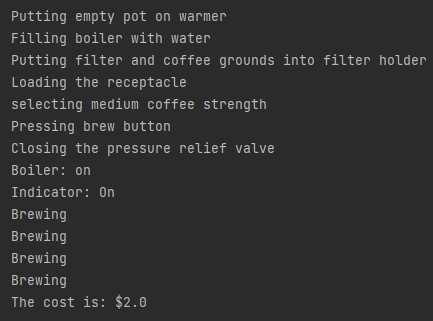 Putting empty pot on warmer
Filling boiler with water
Putting filter and coffee grounds into filter holder
Loading the receptacle
selecting medium coffee strength
Pressing brew button
Closing the pressure relief valve
Boiler: on
Indicator: On
Brewing
Brewing
Brewing
Brewing
The cost is: $2.0